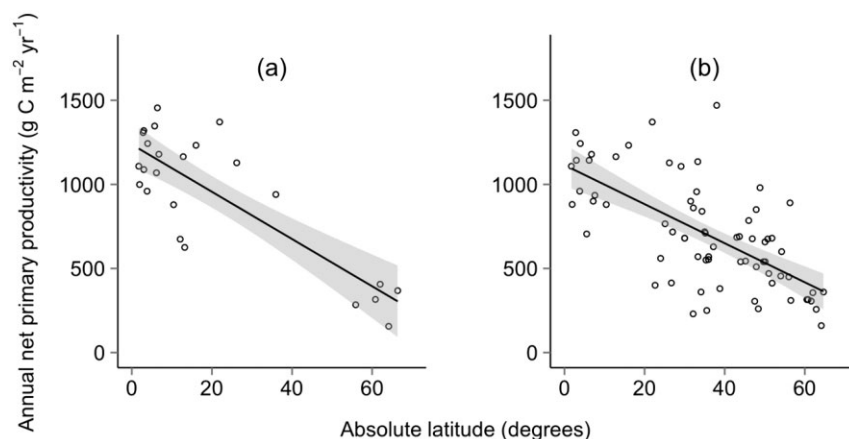 Annual net primary productivity (g C m⁻² yr⁻¹)
(a)
(b)
1500
1000
500
0
1500
1000
500
0
0 20 40 60
0 20 40 60
Absolute latitude (degrees)